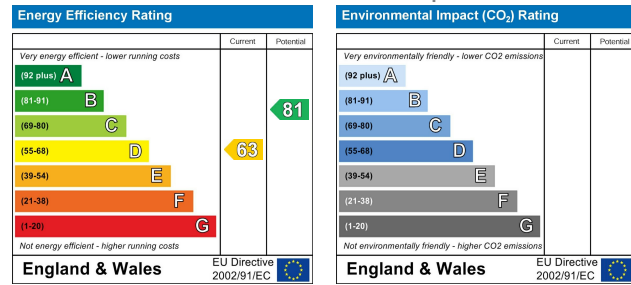 Energy Efficiency Rating
Current Potential
Very energy efficient - lower running costs
(92 plus) A
(81-91) B
81
(69-80) C
(55-68) D
63
(39-54) E
(21-38) F
(1-20) G
Not energy efficient - higher running costs
England & Wales
EU Directive
2002/91/EC
Environmental Impact (CO₂) Rating
Current Potential
Very environmentally friendly - lower CO2 emissions
(92 plus) A
(81-91) B
(69-80) C
(55-68) D
(39-54) E
(21-38) F
(1-20) G
Not environmentally friendly - higher CO2 emissions
England & Wales
EU Directive
2002/91/EC